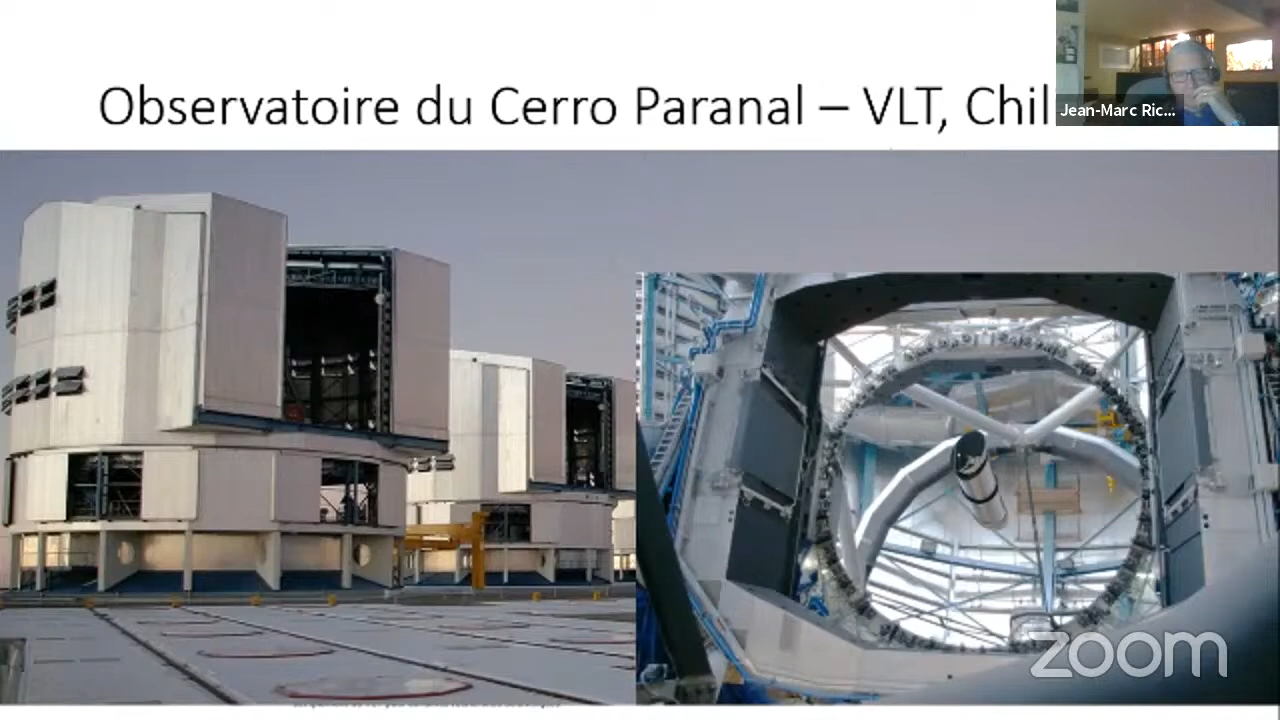 Observatoire du Cerro Paranal – VLT, Chil
Jean-Marc Ric...
zoom